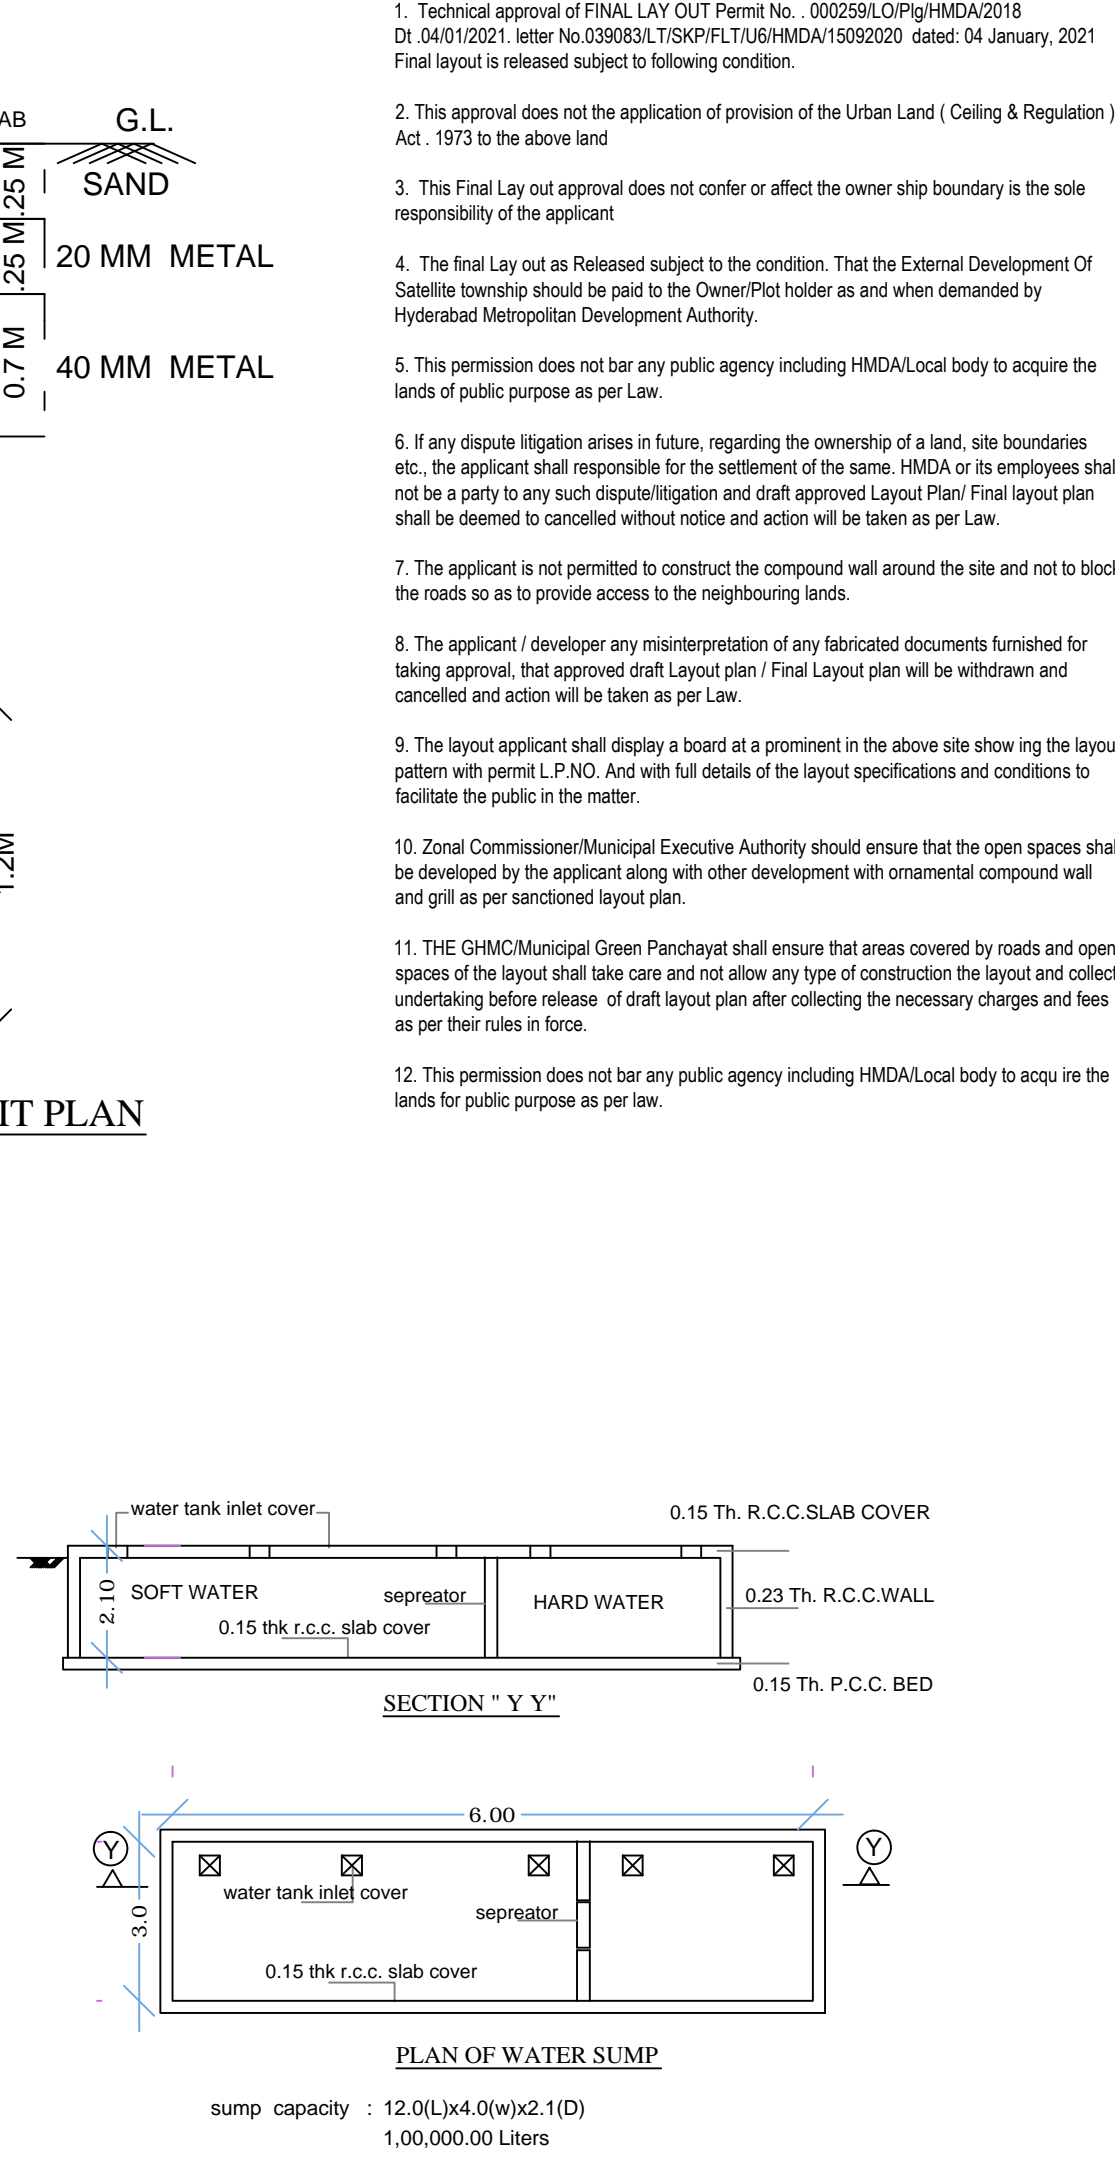 1. Technical approval of FINAL LAY OUT Permit No. . 000259/LO/Plg/HMDA/2018
Dt .04/01/2021. letter No.039083/LT/SKP/FLT/U6/HMDA/15092020 dated: 04 January, 2021
Final layout is released subject to following condition.
2. This approval does not the application of provision of the Urban Land ( Ceiling & Regulation )
Act . 1973 to the above land
3. This Final Lay out approval does not confer or affect the owner ship boundary is the sole
responsibility of the applicant
4. The final Lay out as Released subject to the condition. That the External Development Of
Satellite township should be paid to the Owner/Plot holder as and when demanded by
Hyderabad Metropolitan Development Authority.
5. This permission does not bar any public agency including HMDA/Local body to acquire the
lands of public purpose as per Law.
6. If any dispute litigation arises in future, regarding the ownership of a land, site boundaries
etc., the applicant shall responsible for the settlement of the same. HMDA or its employees shal
not be a party to any such dispute/litigation and draft approved Layout Plan/ Final layout plan
shall be deemed to cancelled without notice and action will be taken as per Law.
7. The applicant is not permitted to construct the compound wall around the site and not to block
the roads so as to provide access to the neighbouring lands.
8. The applicant / developer any misinterpretation of any fabricated documents furnished for
taking approval, that approved draft Layout plan / Final Layout plan will be withdrawn and
cancelled and action will be taken as per Law.
9. The layout applicant shall display a board at a prominent in the above site show ing the layou
pattern with permit L.P.NO. And with full details of the layout specifications and conditions to
facilitate the public in the matter.
10. Zonal Commissioner/Municipal Executive Authority should ensure that the open spaces shal
be developed by the applicant along with other development with ornamental compound wall
and grill as per sanctioned layout plan.
11. THE GHMC/Municipal Green Panchayat shall ensure that areas covered by roads and open
spaces of the layout shall take care and not allow any type of construction the layout and collect
undertaking before release of draft layout plan after collecting the necessary charges and fees
as per their rules in force.
12. This permission does not bar any public agency including HMDA/Local body to acqu ire the
lands for public purpose as per law.
AB
G.L.
.25 M
SAND
.25 M
20 MM METAL
0.7 M
40 MM METAL
1.2M
IT PLAN
water tank inlet cover
0.15 Th. R.C.C.SLAB COVER
2.10
SOFT WATER
sepreator
HARD WATER
0.23 Th. R.C.C.WALL
0.15 thk r.c.c. slab cover
0.15 Th. P.C.C. BED
SECTION " Y Y"
6.00
Y
Y
water tank inlet cover
3.0
sepreator
0.15 thk r.c.c. slab cover
PLAN OF WATER SUMP
sump capacity : 12.0(L)x4.0(w)x2.1(D)
1,00,000.00 Liters